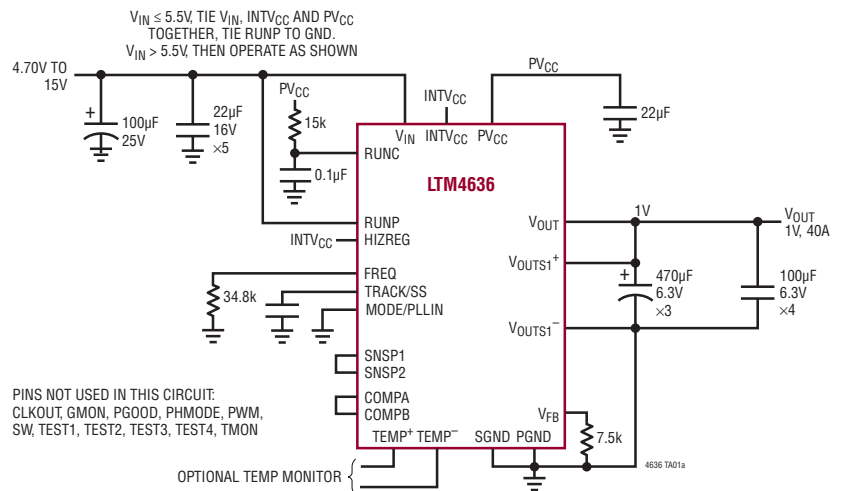 V_IN ≤ 5.5V, TIE V_IN, INTV_CC AND PV_CC
TOGETHER, TIE RUNP TO GND.
V_IN > 5.5V, THEN OPERATE AS SHOWN
4.70V TO
15V
+
100µF
25V
22µF
16V
×5
PV_CC
15k
0.1µF
INTV_CC
PV_CC
22µF
V_IN
INTV_CC
PV_CC
RUNC
LTM4636
RUNP
INTV_CC
HIZREG
FREQ
34.8k
TRACK/SS
MODE/PLLIN
SNSP1
SNSP2
COMPA
COMPB
TEMP+
TEMP–
SGND
PGND
V_OUT
V_OUTS1+
V_OUTS1–
V_FB
1V
V_OUT
1V, 40A
+
470µF
6.3V
×3
100µF
6.3V
×4
7.5k
PINS NOT USED IN THIS CIRCUIT:
CLKOUT, GMON, PGOOD, PHMODE, PWM,
SW, TEST1, TEST2, TEST3, TEST4, TMON
OPTIONAL TEMP MONITOR
4636 TA01a